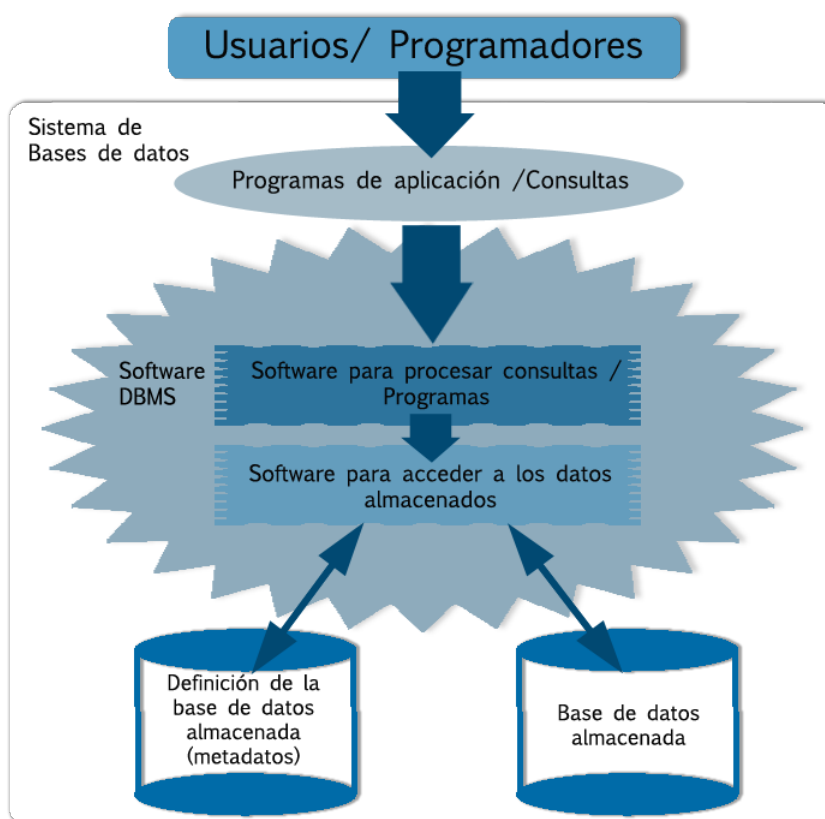 Usuarios/ Programadores
Sistema de
Bases de datos
Programas de aplicación /Consultas
Software
DBMS
Software para procesar consultas /
Programas
Software para acceder a los datos
almacenados
Definición de la
base de datos
almacenada
(metadatos)
Base de datos
almacenada